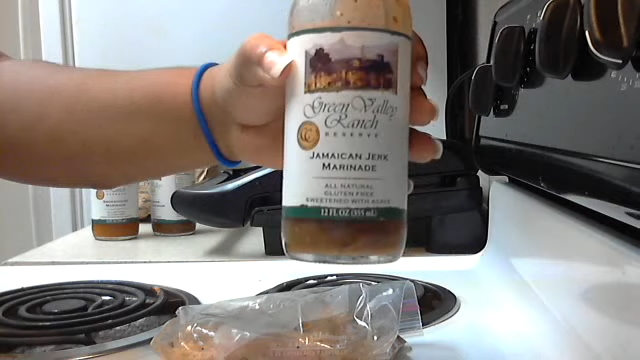 Green Valley
Ranch
RESERVE
JAMAICAN JERK
MARINADE
ALL NATURAL
GLUTEN FREE
SWEETENED WITH AGAVE
12 FL OZ (355 mL)
MARINADE